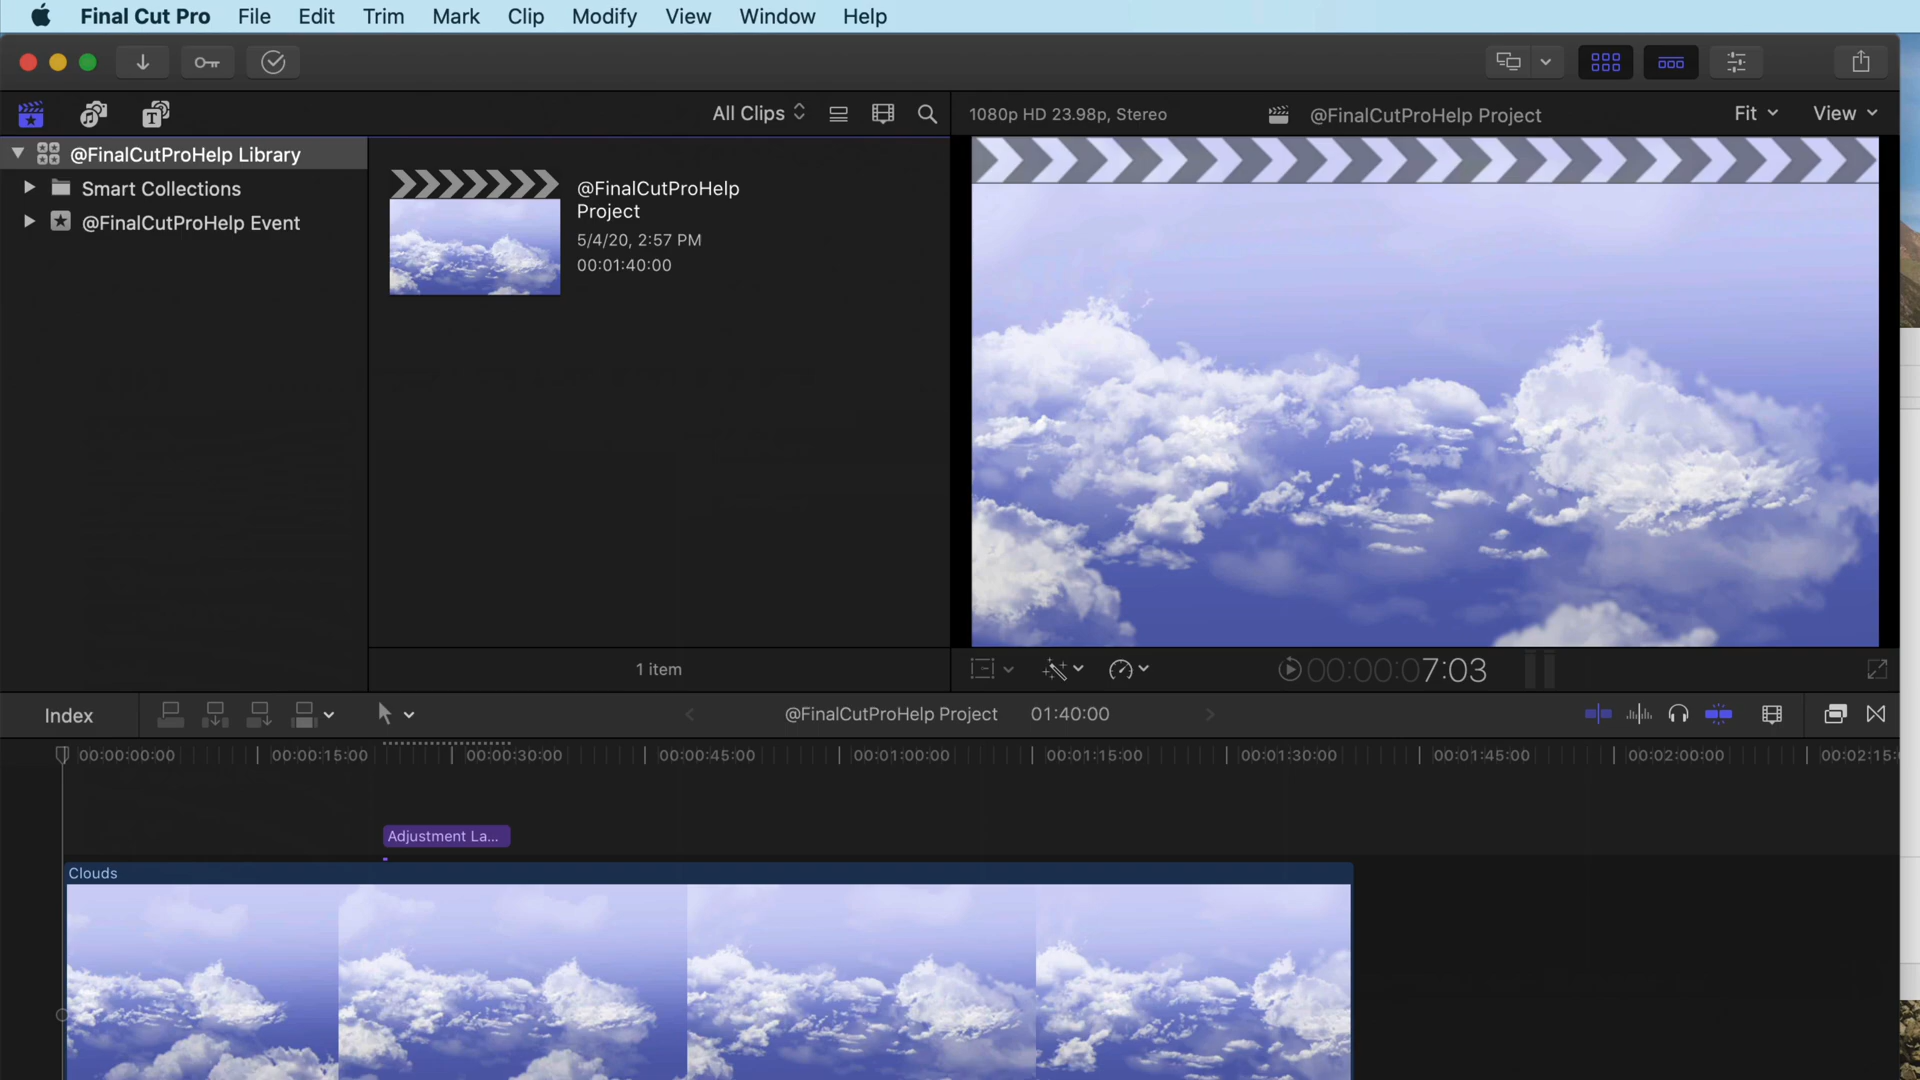 Final Cut Pro File Edit Trim Mark Clip Modify View Window Help
All Clips
1080p HD 23.98p, Stereo
@FinalCutProHelp Project
Fit
View
@FinalCutProHelp Library
Smart Collections
@FinalCutProHelp Event
@FinalCutProHelp
Project
5/4/20, 2:57 PM
00:01:40:00
1 item
00:00:07:03
Index
@FinalCutProHelp Project 01:40:00
00:00:00:00 00:00:15:00 00:00:30:00 00:00:45:00 00:01:00:00 00:01:15:00 00:01:30:00 00:01:45:00 00:02:00:00 00:02:15:
Adjustment La...
Clouds